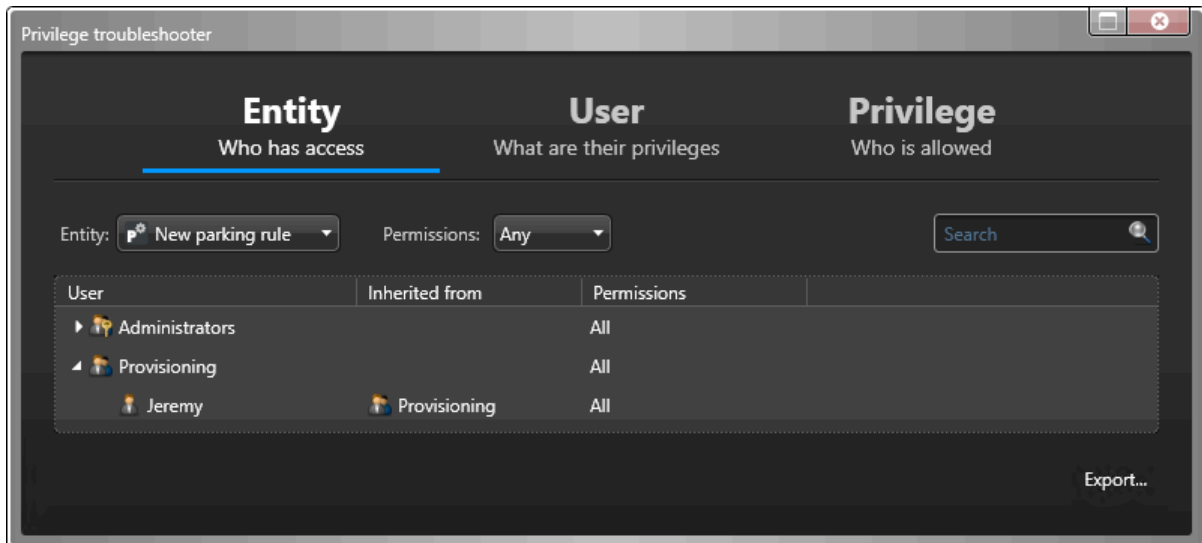 Privilege troubleshooter
Entity User Privilege
Who has access What are their privileges Who is allowed
Entity: P New parking rule Permissions: Any Search
User Inherited from Permissions
Administrators All
Provisioning All
Jeremy Provisioning All
Export...